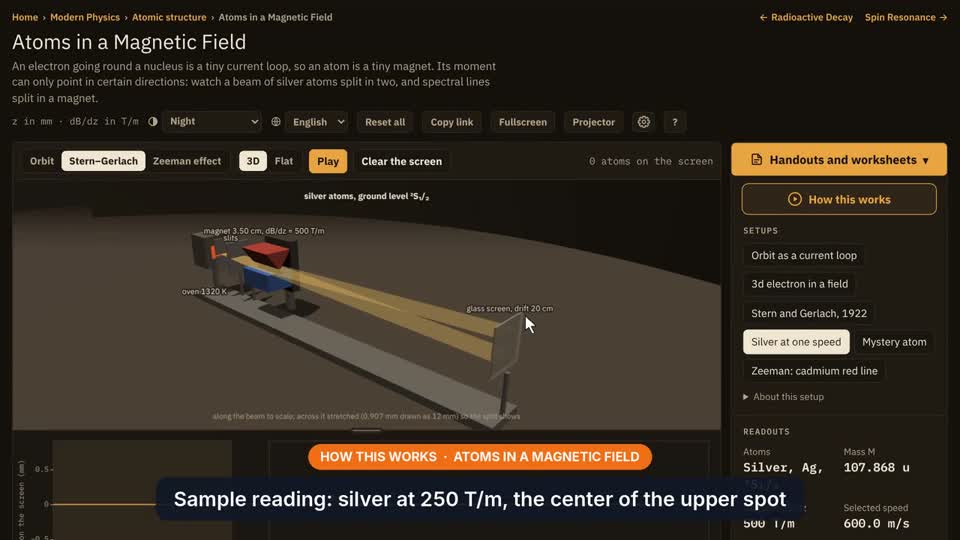 Home › Modern Physics › Atomic structure › Atoms in a Magnetic Field
← Radioactive Decay Spin Resonance →
Atoms in a Magnetic Field
An electron going round a nucleus is a tiny current loop, so an atom is a tiny magnet. Its moment
can only point in certain directions: watch a beam of silver atoms split in two, and spectral lines
split in a magnet.
z in mm · dB/dz in T/m Night English Reset all Copy link Fullscreen Projector ?
Orbit Stern–Gerlach Zeeman effect 3D Flat Play Clear the screen 0 atoms on the screen
silver atoms, ground level ²S₁/₂
magnet 3.50 cm, dB/dz = 500 T/m
slits
oven 1320 K
glass screen, drift 20 cm
along the beam to scale; across it stretched (0.907 mm drawn as 12 mm) so the split shows
0.5
0
-0.5
on the screen (mm)
HOW THIS WORKS · ATOMS IN A MAGNETIC FIELD
Sample reading: silver at 250 T/m, the center of the upper spot
Handouts and worksheets ▾
How this works
SETUPS
Orbit as a current loop
3d electron in a field
Stern and Gerlach, 1922
Silver at one speed Mystery atom
Zeeman: cadmium red line
▸ About this setup
READOUTS
Atoms Mass M
Silver, Ag, 107.868 u
Selected speed
500 T/m 600.0 m/s